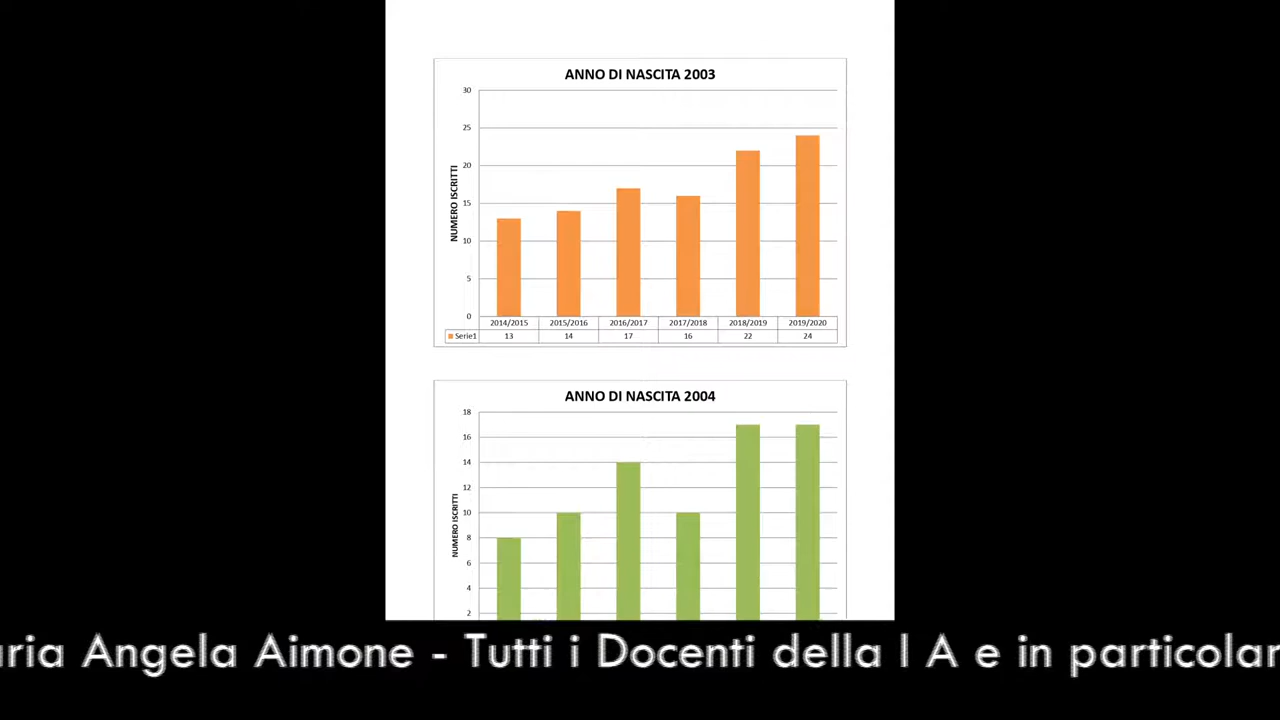 ANNO DI NASCITA 2003
30
25
20
15
10
5
0
NUMERO ISCRITTI
2014/2015 2015/2016 2016/2017 2017/2018 2018/2019 2019/2020
Serie1 13 14 17 16 22 24
ANNO DI NASCITA 2004
18
16
14
12
10
8
6
4
2
NUMERO ISCRITTI
aria Angela Aimone - Tutti i Docenti della I A e in particolar